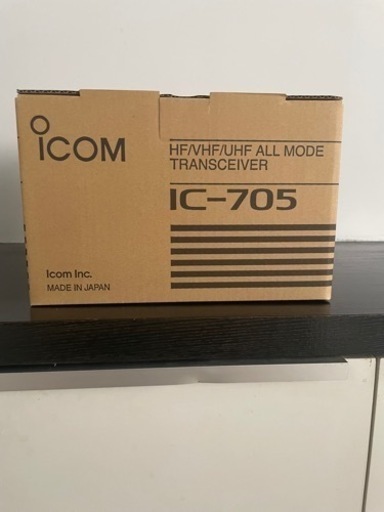 ICOM
HF/VHF/UHF ALL MODE
TRANSCEIVER
IC-705
Icom Inc.
MADE IN JAPAN